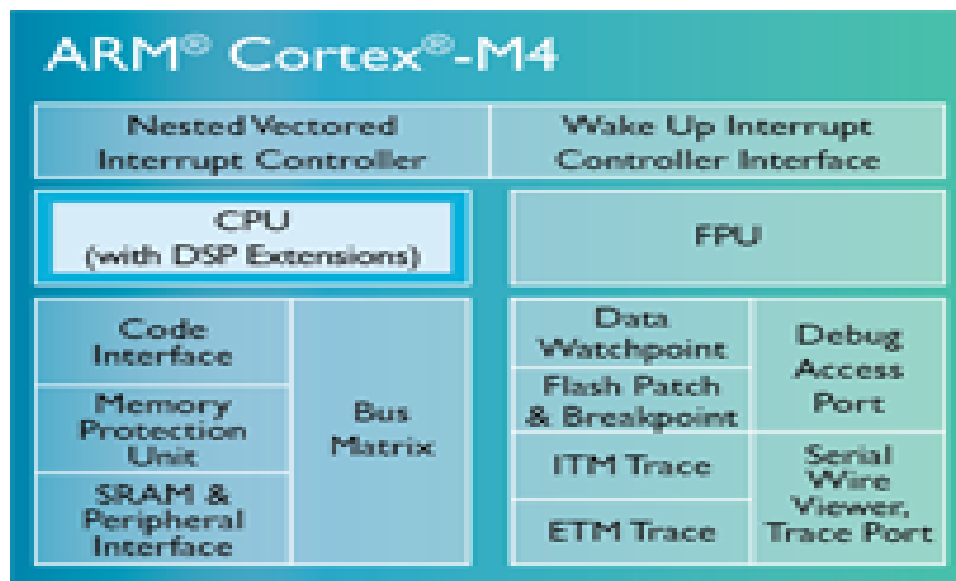 ARM® Cortex®-M4
Nested Vectored
Interrupt Controller
Wake Up Interrupt
Controller Interface
CPU
(with DSP Extensions)
FPU
Code
Interface
Memory
Protection
Unit
SRAM &
Peripheral
Interface
Bus
Matrix
Data
Watchpoint
Flash Patch
& Breakpoint
ITM Trace
ETM Trace
Debug
Access
Port
Serial
Wire
Viewer,
Trace Port